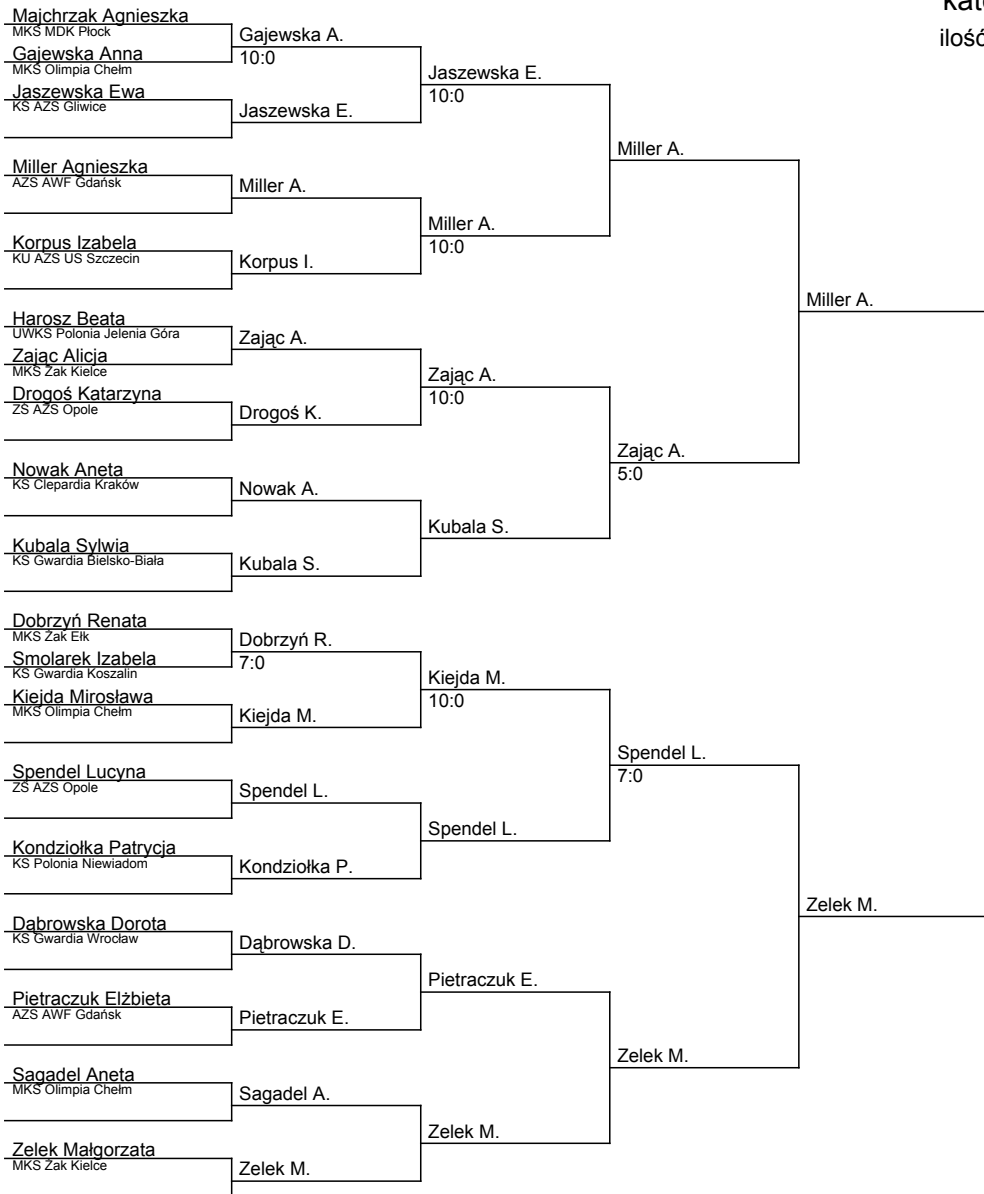 Majchrzak Agnieszka
MKS MDK Płock
Gajewska Anna
MKS Olimpia Chełm
Jaszewska Ewa
KS AZS Gliwice
Miller Agnieszka
AZS AWF Gdańsk
Korpus Izabela
KU AZS US Szczecin
Harosz Beata
UWKS Polonia Jelenia Góra
Zając Alicja
MKS Żak Kielce
Drogoś Katarzyna
ZŚ AZS Opole
Nowak Aneta
KS Clepardia Kraków
Kubala Sylwia
KS Gwardia Bielsko-Biała
Dobrzyń Renata
MKS Żak Ełk
Smolarek Izabela
KS Gwardia Koszalin
Kiejda Mirosława
MKS Olimpia Chełm
Spendel Lucyna
ZŚ AZS Opole
Kondziołka Patrycja
KS Polonia Niewiadom
Dąbrowska Dorota
KS Gwardia Wrocław
Pietraczuk Elżbieta
AZS AWF Gdańsk
Sagadel Aneta
MKS Olimpia Chełm
Zelek Małgorzata
MKS Żak Kielce
Gajewska A.
10:0
Jaszewska E.
Miller A.
Korpus I.
Zając A.
Drogoś K.
Nowak A.
Kubala S.
Dobrzyń R.
7:0
Kiejda M.
Spendel L.
Kondziołka P.
Dąbrowska D.
Pietraczuk E.
Sagadel A.
Zelek M.
Jaszewska E.
10:0
Miller A.
10:0
Zając A.
10:0
Kubala S.
Kiejda M.
10:0
Spendel L.
Pietraczuk E.
Zelek M.
Miller A.
Zając A.
5:0
Spendel L.
7:0
Zelek M.
Miller A.
Zelek M.
ilość